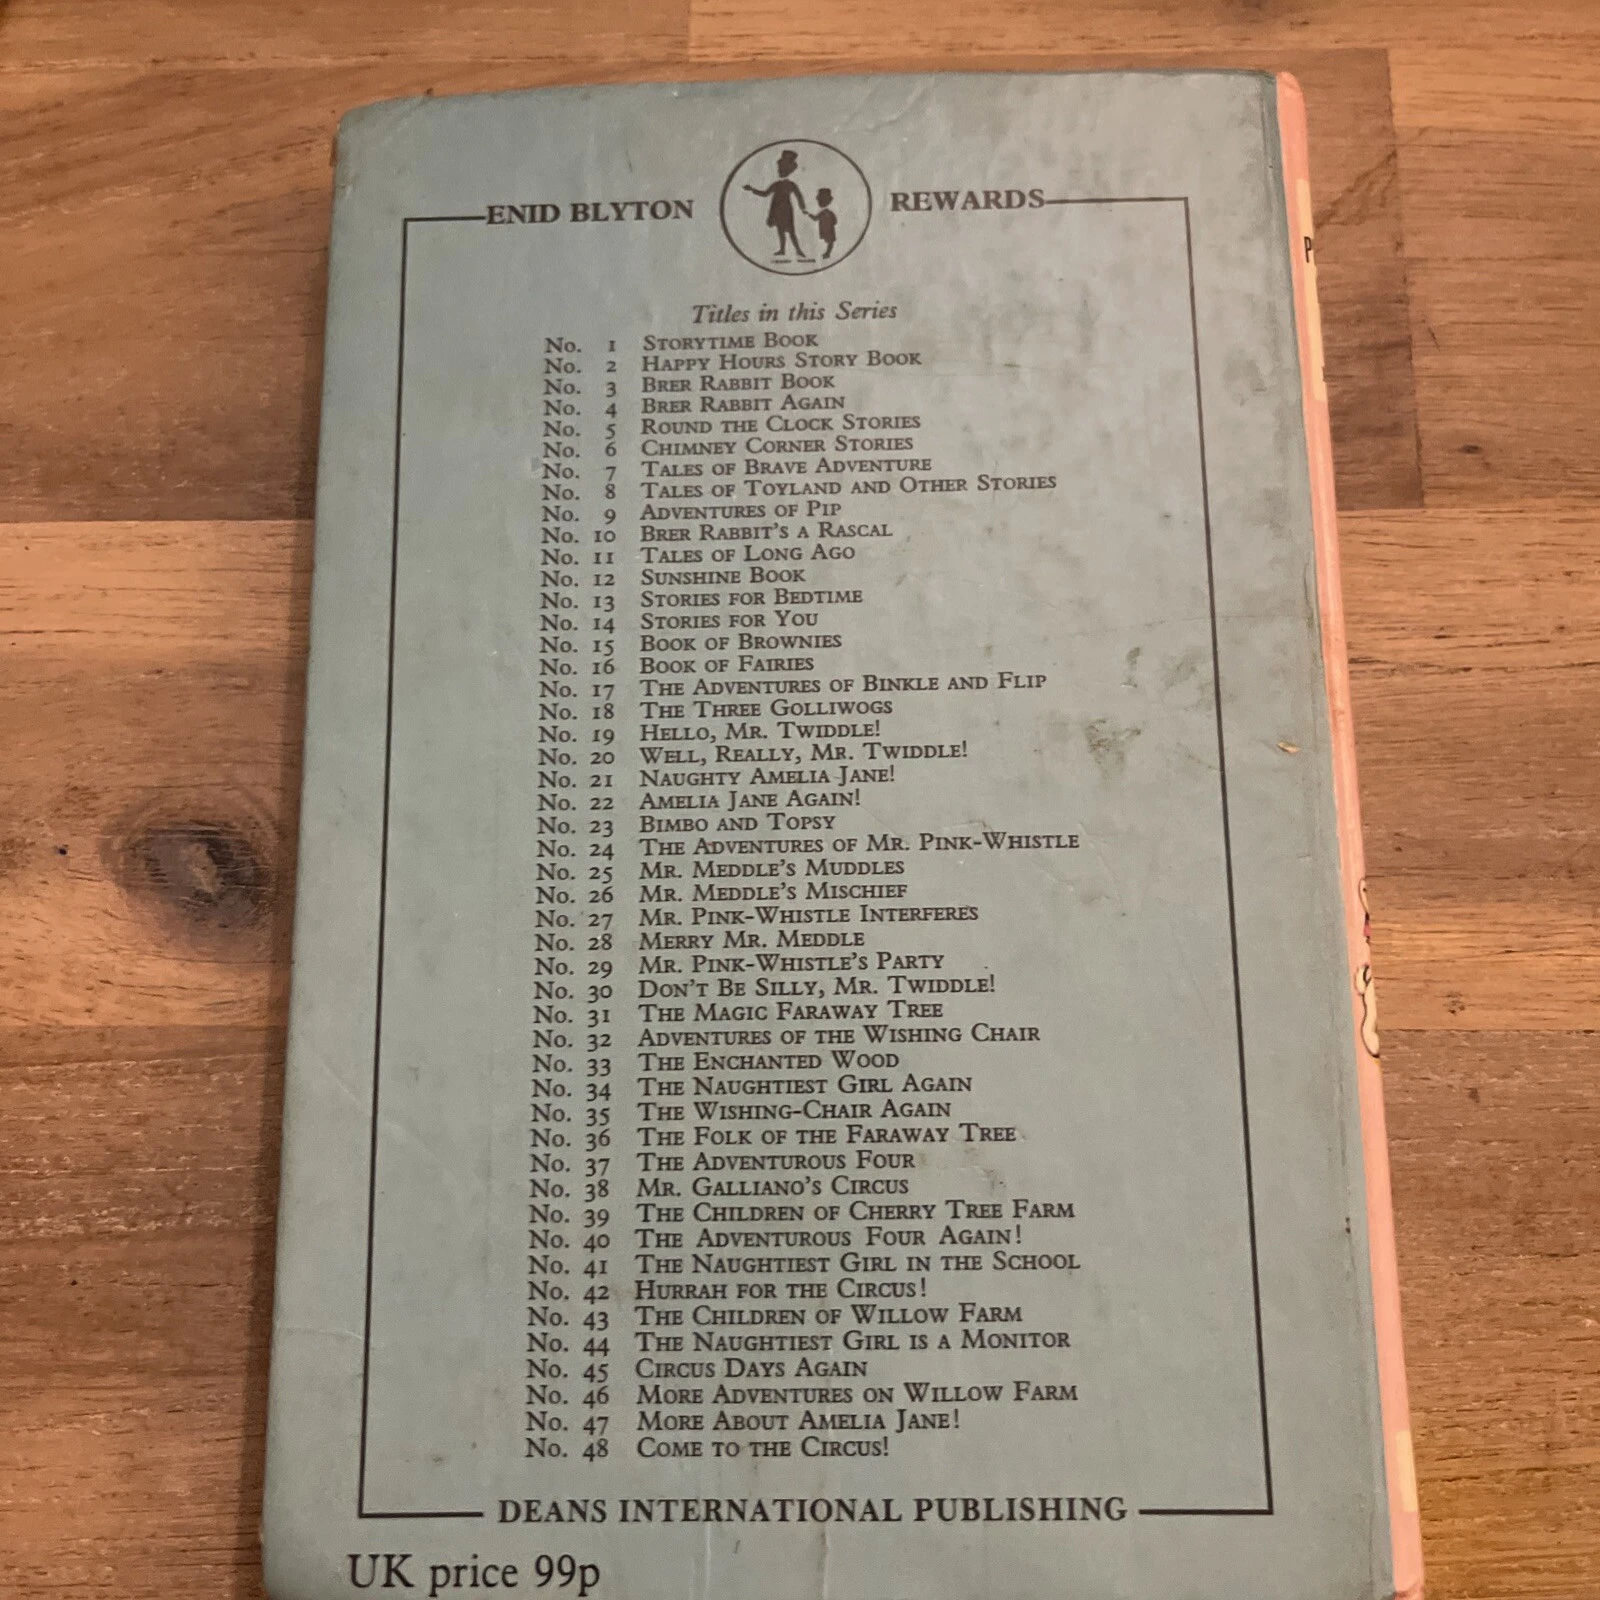 ENID BLYTON REWARDS
Titles in this Series
No. 1 STORYTIME BOOK
No. 2 HAPPY HOURS STORY BOOK
No. 3 BRER RABBIT BOOK
No. 4 BRER RABBIT AGAIN
No. 5 ROUND THE CLOCK STORIES
No. 6 CHIMNEY CORNER STORIES
No. 7 TALES OF BRAVE ADVENTURE
No. 8 TALES OF TOYLAND AND OTHER STORIES
No. 9 ADVENTURES OF PIP
No. 10 BRER RABBIT'S A RASCAL
No. 11 TALES OF LONG AGO
No. 12 SUNSHINE BOOK
No. 13 STORIES FOR BEDTIME
No. 14 STORIES FOR YOU
No. 15 BOOK OF BROWNIES
No. 16 BOOK OF FAIRIES
No. 17 THE ADVENTURES OF BINKLE AND FLIP
No. 18 THE THREE GOLLIWOGS
No. 19 HELLO, MR. TWIDDLE!
No. 20 WELL, REALLY, MR. TWIDDLE!
No. 21 NAUGHTY AMELIA JANE!
No. 22 AMELIA JANE AGAIN!
No. 23 BIMBO AND TOPSY
No. 24 THE ADVENTURES OF MR. PINK-WHISTLE
No. 25 MR. MEDDLE'S MUDDLES
No. 26 MR. MEDDLE'S MISCHIEF
No. 27 MR. PINK-WHISTLE INTERFERES
No. 28 MERRY MR. MEDDLE
No. 29 MR. PINK-WHISTLE'S PARTY
No. 30 DON'T BE SILLY, MR. TWIDDLE!
No. 31 THE MAGIC FARAWAY TREE
No. 32 ADVENTURES OF THE WISHING CHAIR
No. 33 THE ENCHANTED WOOD
No. 34 THE NAUGHTIEST GIRL AGAIN
No. 35 THE WISHING-CHAIR AGAIN
No. 36 THE FOLK OF THE FARAWAY TREE
No. 37 THE ADVENTUROUS FOUR
No. 38 MR. GALLIANO'S CIRCUS
No. 39 THE CHILDREN OF CHERRY TREE FARM
No. 40 THE ADVENTUROUS FOUR AGAIN!
No. 41 THE NAUGHTIEST GIRL IN THE SCHOOL
No. 42 HURRAH FOR THE CIRCUS!
No. 43 THE CHILDREN OF WILLOW FARM
No. 44 THE NAUGHTIEST GIRL IS A MONITOR
No. 45 CIRCUS DAYS AGAIN
No. 46 MORE ADVENTURES ON WILLOW FARM
No. 47 MORE ABOUT AMELIA JANE!
No. 48 COME TO THE CIRCUS!
DEANS INTERNATIONAL PUBLISHING
UK price 99p